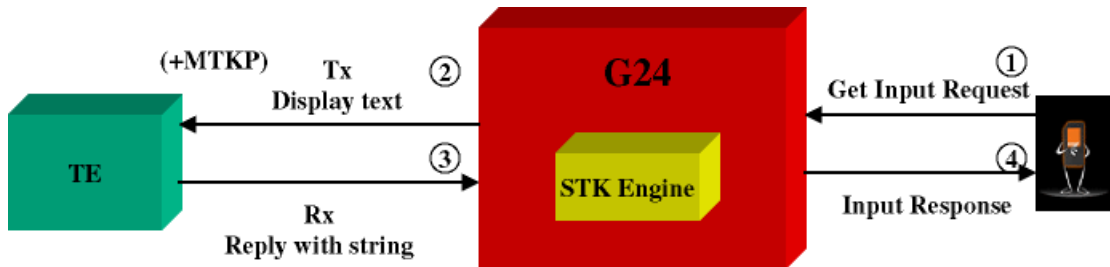 (+MTKP)
Tx
Display text
②
G24
①
Get Input Request
TE
③
STK Engine
④
Rx
Reply with string
Input Response